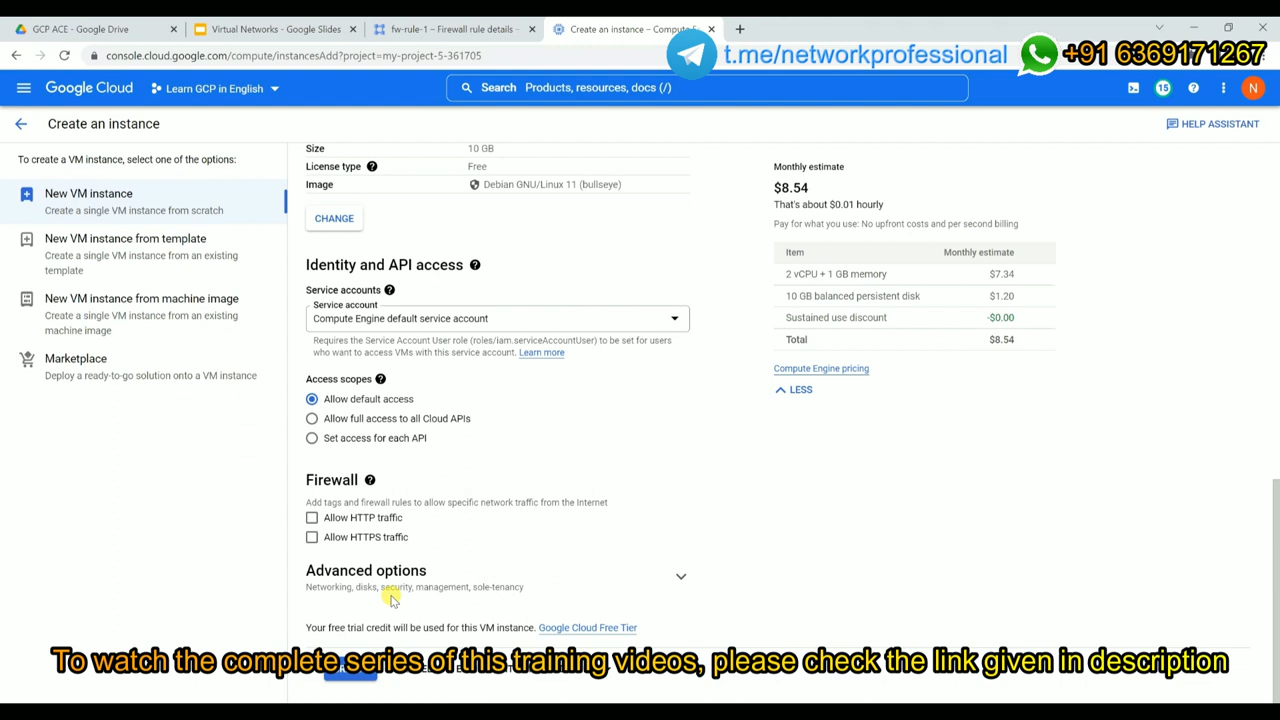 GCP ACE - Google Drive
Virtual Networks - Google Slides
fw-rule-1 – Firewall rule details -
Create an instance – Compute E
console.cloud.google.com/compute/instancesAdd?project=my-project-5-361705
t.me/networkprofessional
+91 6369171267
Google Cloud
Learn GCP in English
Search Products, resources, docs (/)
15
N
Create an instance
HELP ASSISTANT
To create a VM instance, select one of the options:
New VM instance
Create a single VM instance from scratch
New VM instance from template
Create a single VM instance from an existing
template
New VM instance from machine image
Create a single VM instance from an existing
machine image
Marketplace
Deploy a ready-to-go solution onto a VM instance
Size 10 GB
License type Free
Image Debian GNU/Linux 11 (bullseye)
CHANGE
Identity and API access
Service accounts
Service account
Compute Engine default service account
Requires the Service Account User role (roles/iam.serviceAccountUser) to be set for users
who want to access VMs with this service account. Learn more
Access scopes
Allow default access
Allow full access to all Cloud APIs
Set access for each API
Firewall
Add tags and firewall rules to allow specific network traffic from the Internet
Allow HTTP traffic
Allow HTTPS traffic
Advanced options
Networking, disks, security, management, sole-tenancy
Your free trial credit will be used for this VM instance. Google Cloud Free Tier
Monthly estimate
$8.54
That's about $0.01 hourly
Pay for what you use: No upfront costs and per second billing
Item Monthly estimate
2 vCPU + 1 GB memory $7.34
10 GB balanced persistent disk $1.20
Sustained use discount -$0.00
Total $8.54
Compute Engine pricing
LESS
To watch the complete series of this training videos, please check the link given in description